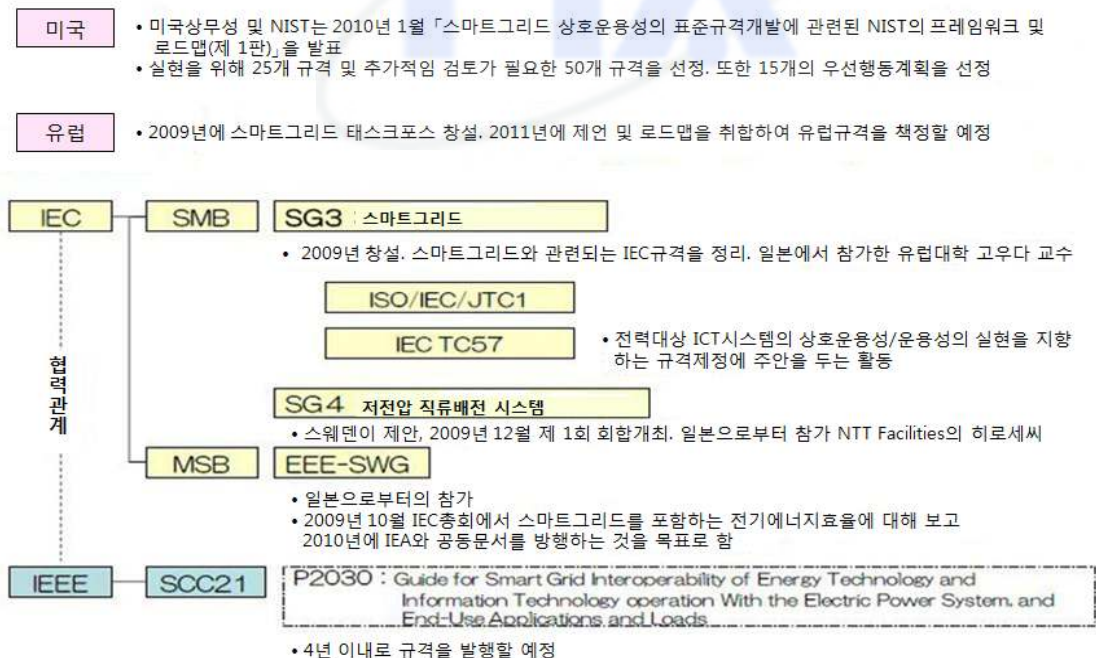 미국
• 미국상무성 및 NIST는 2010년 1월 「스마트그리드 상호운용성의 표준규격개발에 관련된 NIST의 프레임워크 및
로드맵(제 1판)」을 발표
• 실현을 위해 25개 규격 및 추가적임 검토가 필요한 50개 규격을 선정. 또한 15개의 우선행동계획을 선정
유럽
• 2009년에 스마트그리드 태스크포스 창설. 2011년에 제언 및 로드맵을 취합하여 유럽규격을 책정할 예정
IEC
SMB
SG3 : 스마트그리드
• 2009년 창설. 스마트그리드와 관련되는 IEC규격을 정리. 일본에서 참가한 유럽대학 고우다 교수
ISO/IEC/JTC1
IEC TC57
• 전력대상 ICT시스템의 상호운용성/운용성의 실현을 지향
하는 규격제정에 주안을 두는 활동
협력관계
SG4 저전압 직류배전 시스템
• 스웨덴이 제안, 2009년 12월 제 1회 회합개최. 일본으로부터 참가 NTT Facilities의 히로세씨
MSB
EEE-SWG
• 일본으로부터의 참가
• 2009년 10월 IEC총회에서 스마트그리드를 포함하는 전기에너지효율에 대해 보고
2010년에 IEA와 공동문서를 방행하는 것을 목표로 함
IEEE
SCC21
P2030 : Guide for Smart Grid Interoperability of Energy Technology and
Information Technology operation With the Electric Power System, and
End-Use Applications and Loads
• 4년 이내로 규격을 발행할 예정